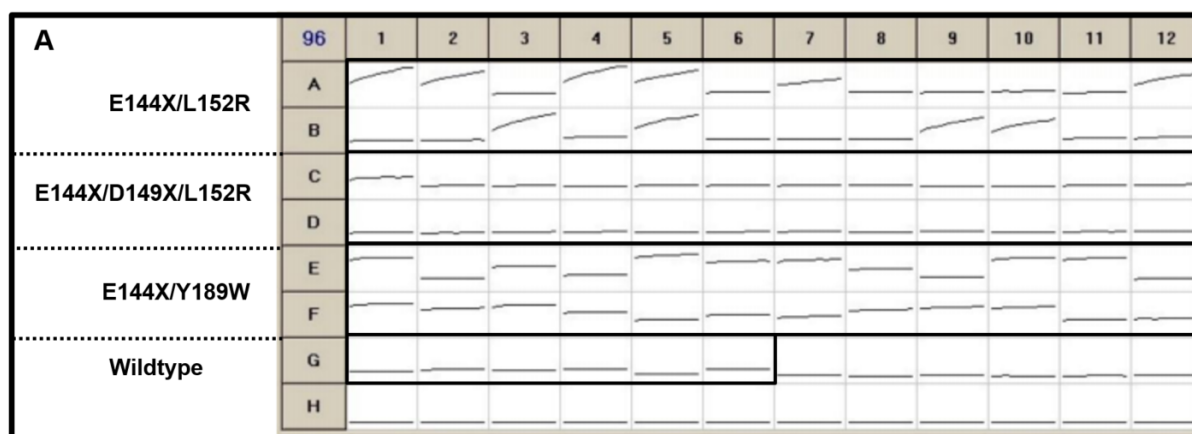 A
96 1 2 3 4 5 6 7 8 9 10 11 12
E144X/L152R A
B
E144X/D149X/L152R C
D
E144X/Y189W E
F
Wildtype G
H